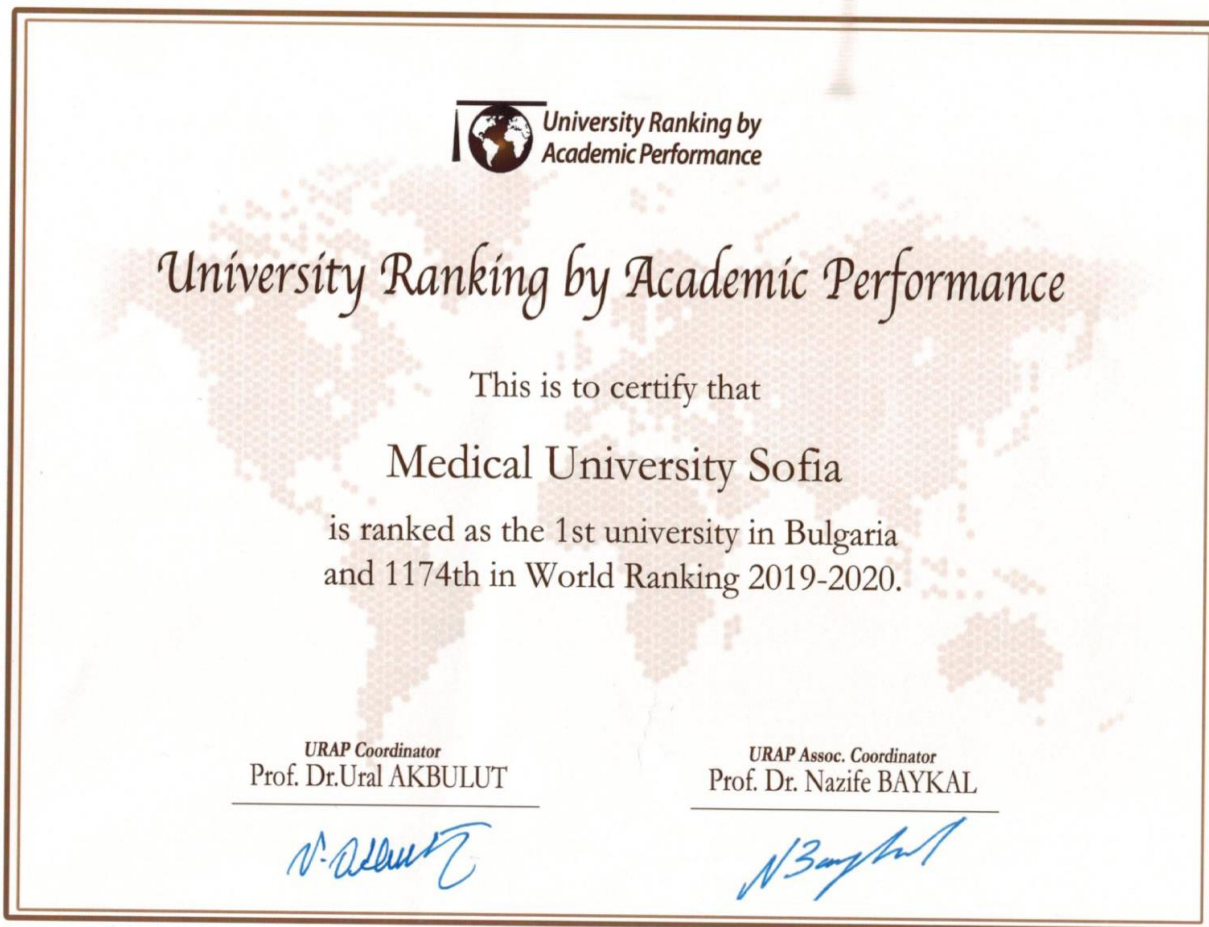 University Ranking by
Academic Performance
University Ranking by Academic Performance
This is to certify that
Medical University Sofia
is ranked as the 1st university in Bulgaria
and 1174th in World Ranking 2019-2020.
URAP Coordinator
Prof. Dr.Ural AKBULUT
URAP Assoc. Coordinator
Prof. Dr. Nazife BAYKAL